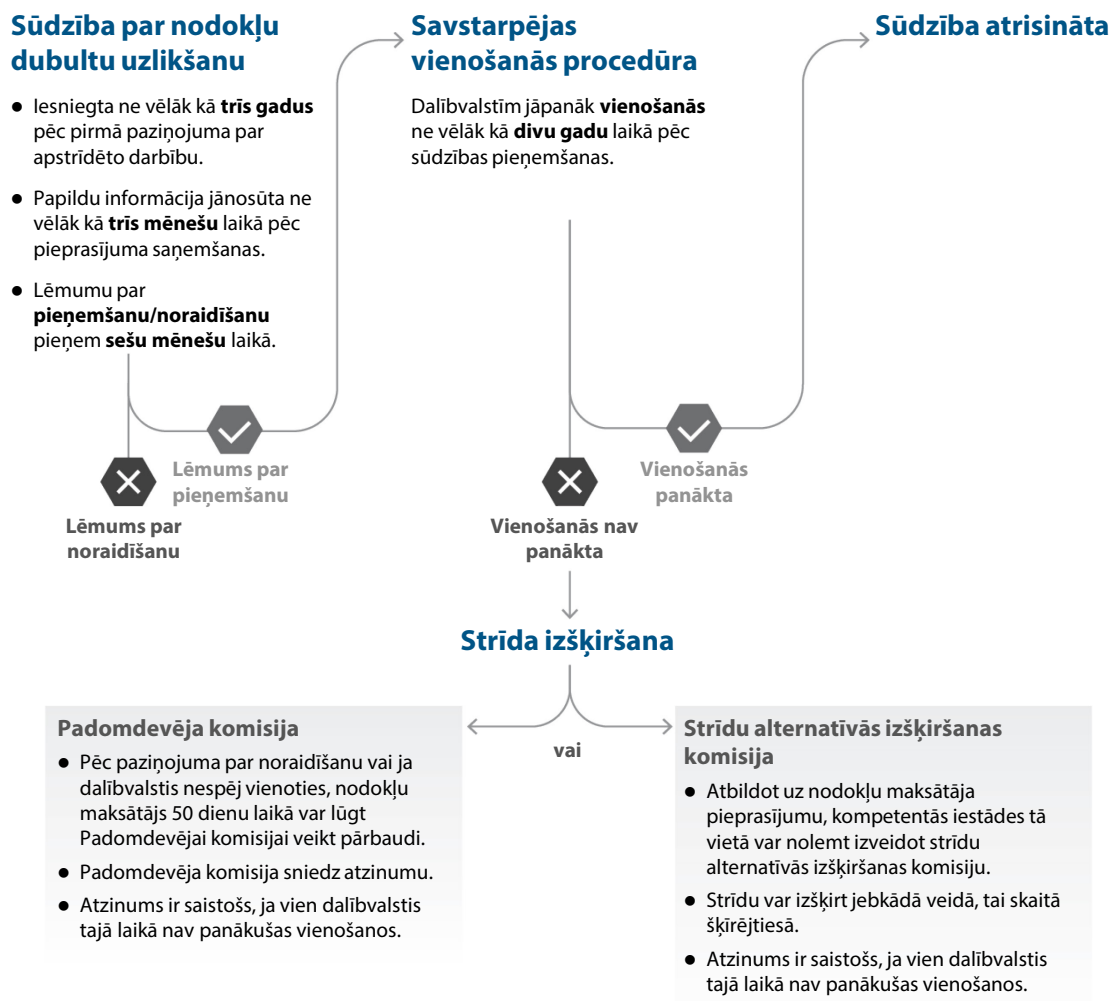 Sūdzība par nodokļu
dubultu uzlikšanu
● Iesniegta ne vēlāk kā trīs gadus
pēc pirmā paziņojuma par
apstrīdēto darbību.
● Papildu informācija jānosūta ne
vēlāk kā trīs mēnešu laikā pēc
pieprasījuma saņemšanas.
● Lēmumu par
pieņemšanu/noraidīšanu
pieņem sešu mēnešu laikā.
Lēmums par
pieņemšanu
Lēmums par
noraidīšanu
Savstarpējas
vienošanās procedūra
Dalībvalstīm jāpanāk vienošanās
ne vēlāk kā divu gadu laikā pēc
sūdzības pieņemšanas.
Vienošanās
panākta
Vienošanās nav
panākta
Sūdzība atrisināta
Strīda izšķiršana
vai
Padomdevēja komisija
● Pēc paziņojuma par noraidīšanu vai ja
dalībvalstis nespēj vienoties, nodokļu
maksātājs 50 dienu laikā var lūgt
Padomdevējai komisijai veikt pārbaudi.
● Padomdevēja komisija sniedz atzinumu.
● Atzinums ir saistošs, ja vien dalībvalstis
tajā laikā nav panākušas vienošanos.
Strīdu alternatīvās izšķiršanas
komisija
● Atbildot uz nodokļu maksātāja
pieprasījumu, kompetentās iestādes tā
vietā var nolemt izveidot strīdu
alternatīvās izšķiršanas komisiju.
● Strīdu var izšķirt jebkādā veidā, tai skaitā
šķīrējtiesā.
● Atzinums ir saistošs, ja vien dalībvalstis
tajā laikā nav panākušas vienošanos.